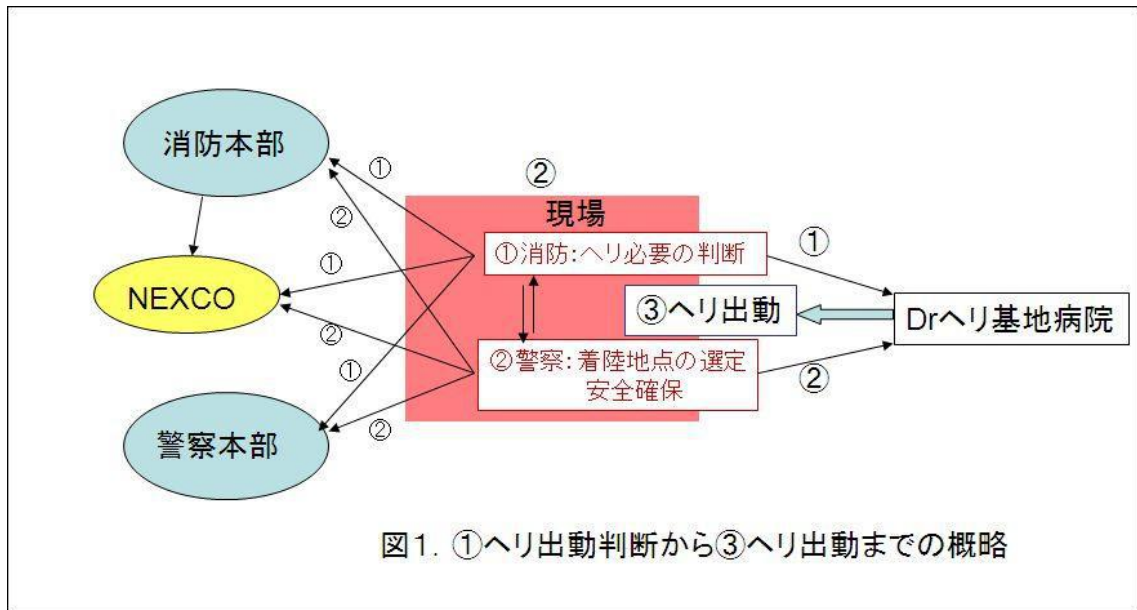 消防本部
①
②
②
現場
①消防:ヘリ必要の判断
①
①
NEXCO
③ヘリ出動
Drヘリ基地病院
②
①
②警察:着陸地点の選定
安全確保
②
②
警察本部
図1. ①ヘリ出動判断から③ヘリ出動までの概略